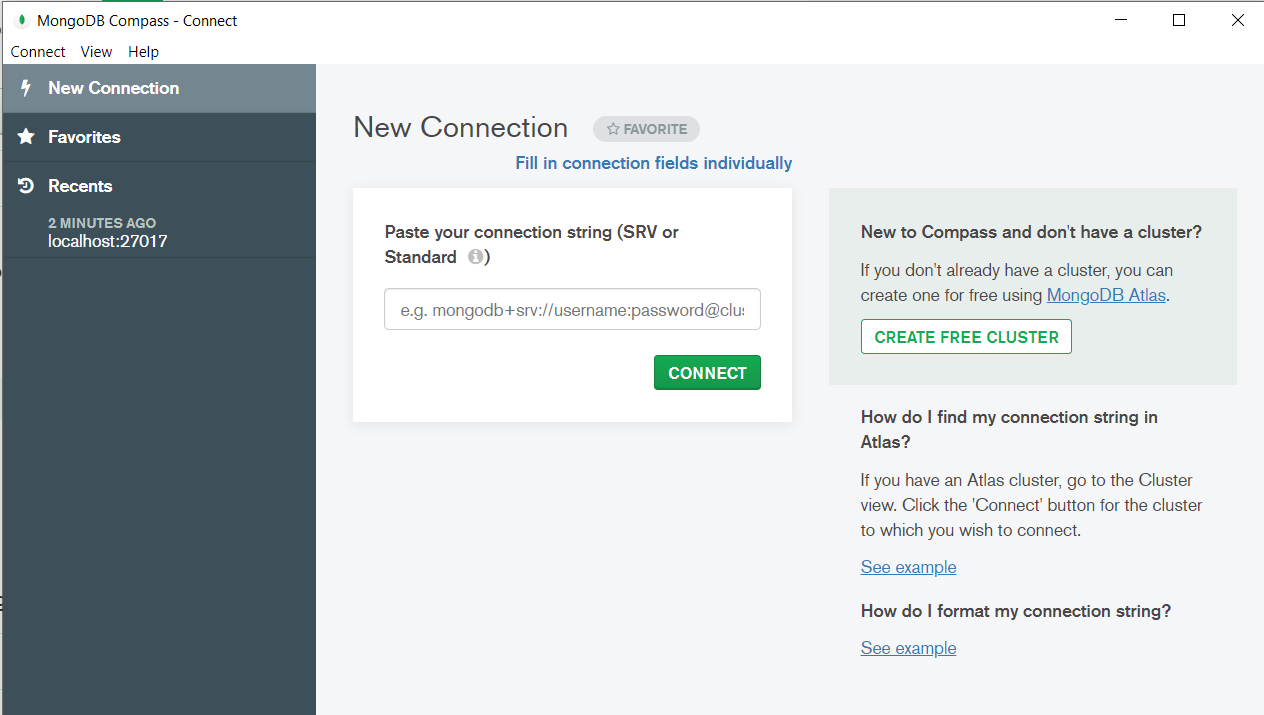 MongoDB Compass - Connect
Connect View Help
New Connection
Favorites
Recents
2 MINUTES AGO
localhost:27017
New Connection
FAVORITE
Fill in connection fields individually
Paste your connection string (SRV or
Standard )
e.g. mongodb+srv://username:password@clus
CONNECT
New to Compass and don't have a cluster?
If you don't already have a cluster, you can
create one for free using MongoDB Atlas.
CREATE FREE CLUSTER
How do I find my connection string in
Atlas?
If you have an Atlas cluster, go to the Cluster
view. Click the 'Connect' button for the cluster
to which you wish to connect.
See example
How do I format my connection string?
See example